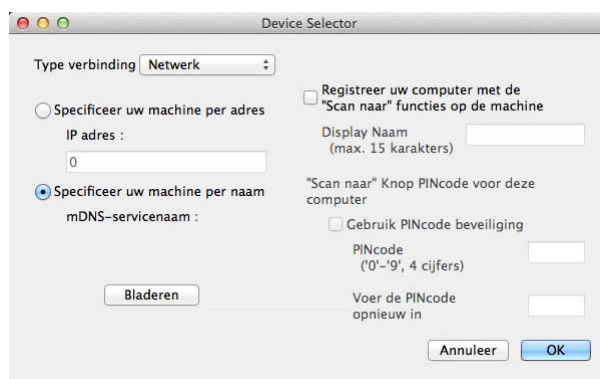 Device Selector
Type verbinding Netwerk
Specificeer uw machine per adres
IP adres :
0
Specificeer uw machine per naam
mDNS-servicenaam :
Bladeren
Registreer uw computer met de
"Scan naar" functies op de machine
Display Naam
(max. 15 karakters)
"Scan naar" Knop PINcode voor deze
computer
Gebruik PINcode beveiliging
PINcode
('0'-'9', 4 cijfers)
Voer de PINcode
opnieuw in
Annuleer OK